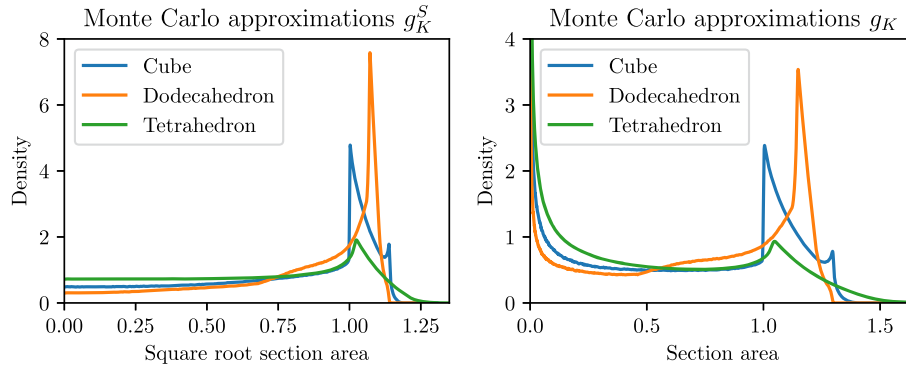 Monte Carlo approximations $g_K^S$
Density
8
6
4
2
0
Cube
Dodecahedron
Tetrahedron
0.00 0.25 0.50 0.75 1.00 1.25
Square root section area
Monte Carlo approximations $g_K$
Density
4
3
2
1
0
Cube
Dodecahedron
Tetrahedron
0.0 0.5 1.0 1.5
Section area